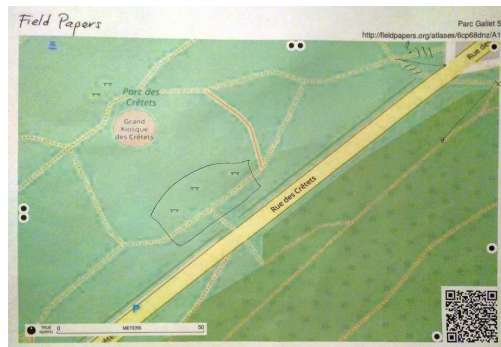 Field Papers
Parc Gallet 5
http://fieldpapers.org/atlases/6cp68dnz/A1
Rue des
Parc des
Crêtets
Grand
Kiosque
des Crêtets
Rue des Crêtets
P
TRUE
NORTH
0 METERS 50